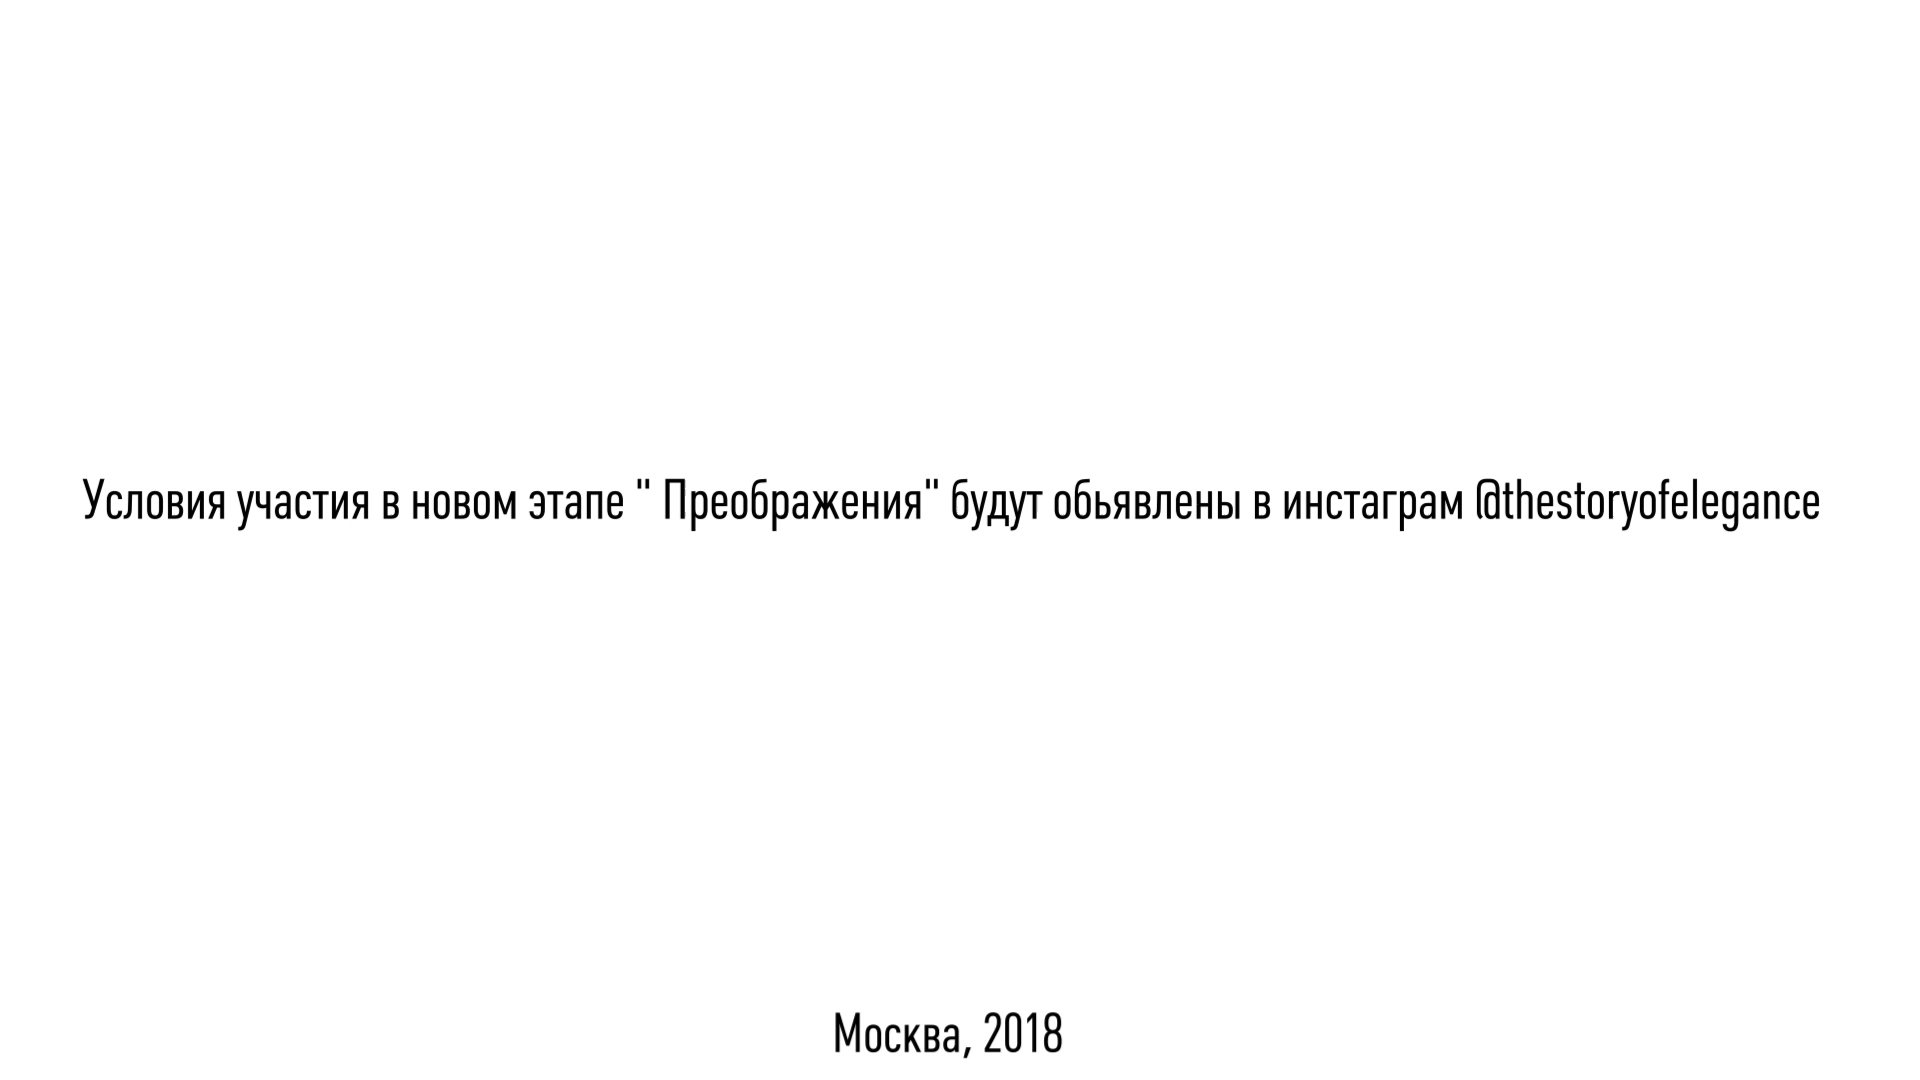 Условия участия в новом этапе " Преображения" будут обьявлены в инстаграм @thestoryofelegance
Москва, 2018